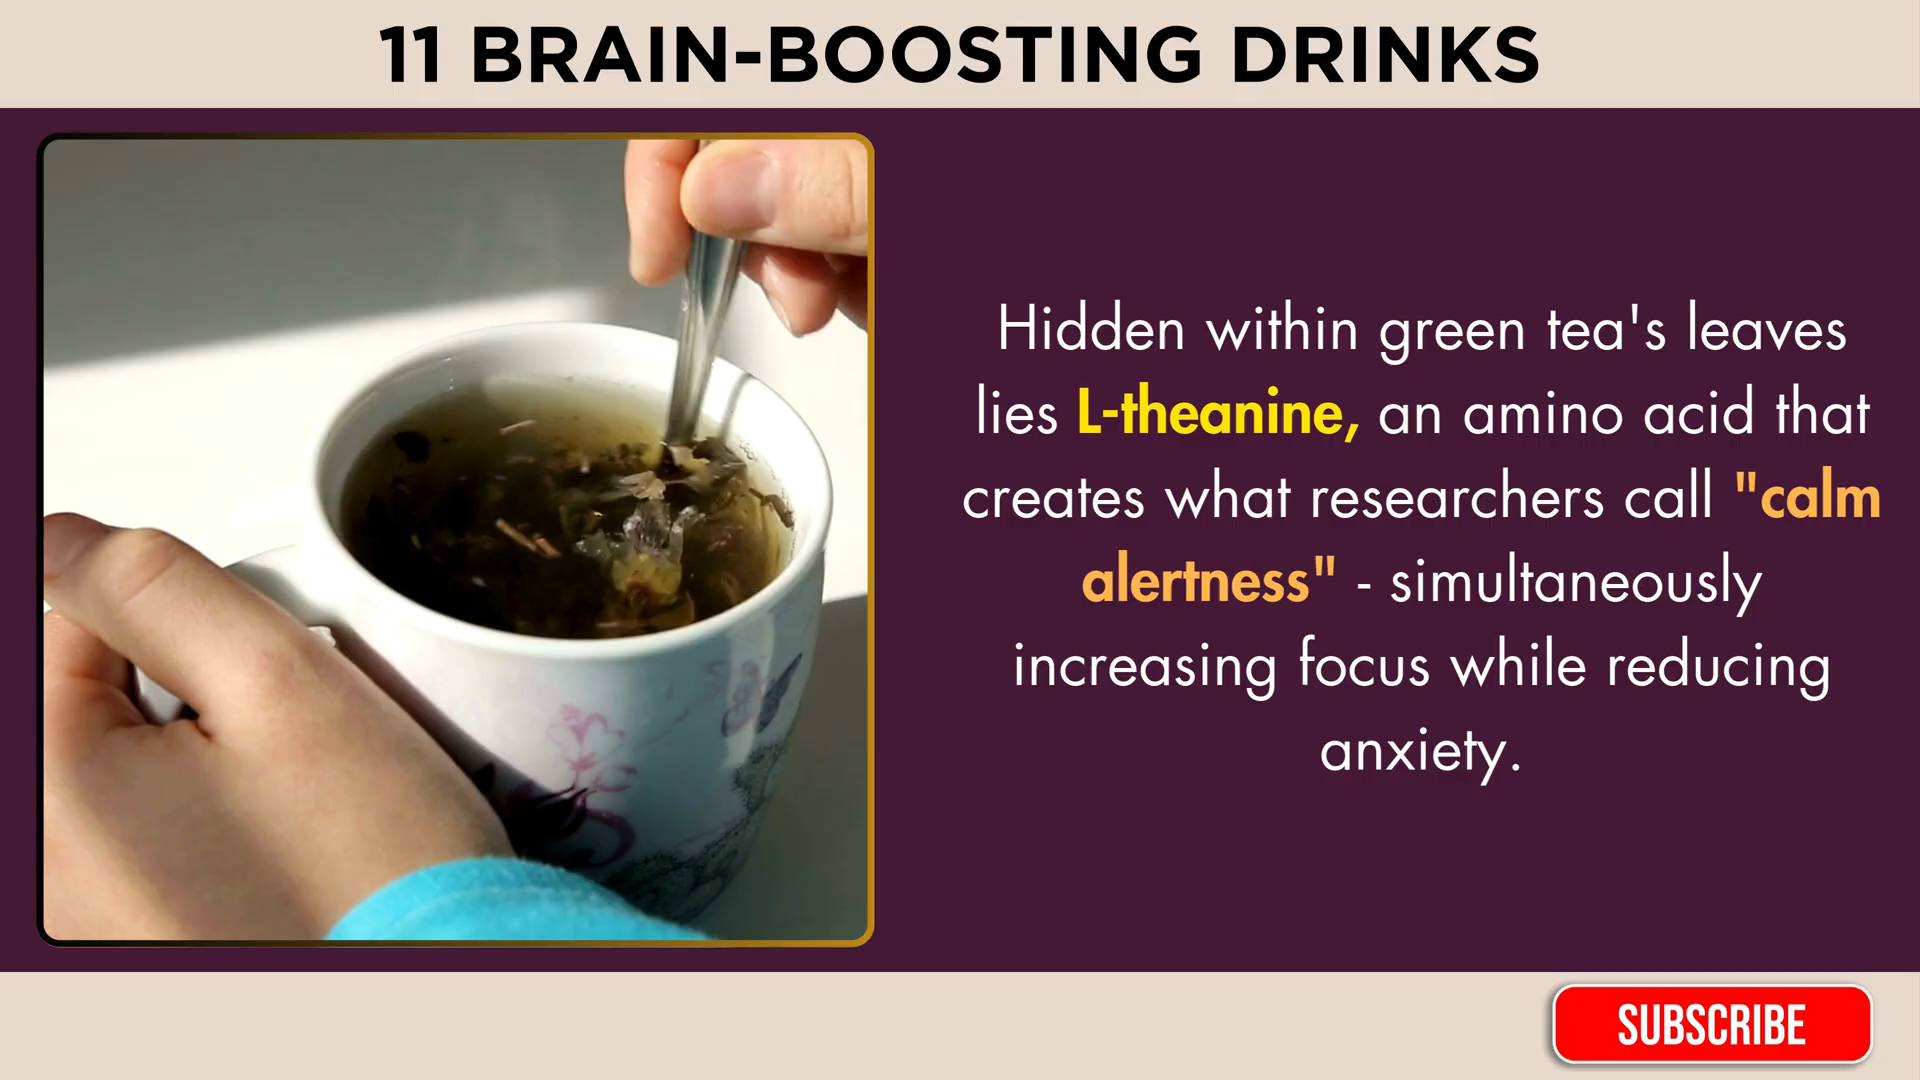 11 BRAIN-BOOSTING DRINKS
Hidden within green tea's leaves
lies L-theanine, an amino acid that
creates what researchers call "calm
alertness" - simultaneously
increasing focus while reducing
anxiety.
SUBSCRIBE